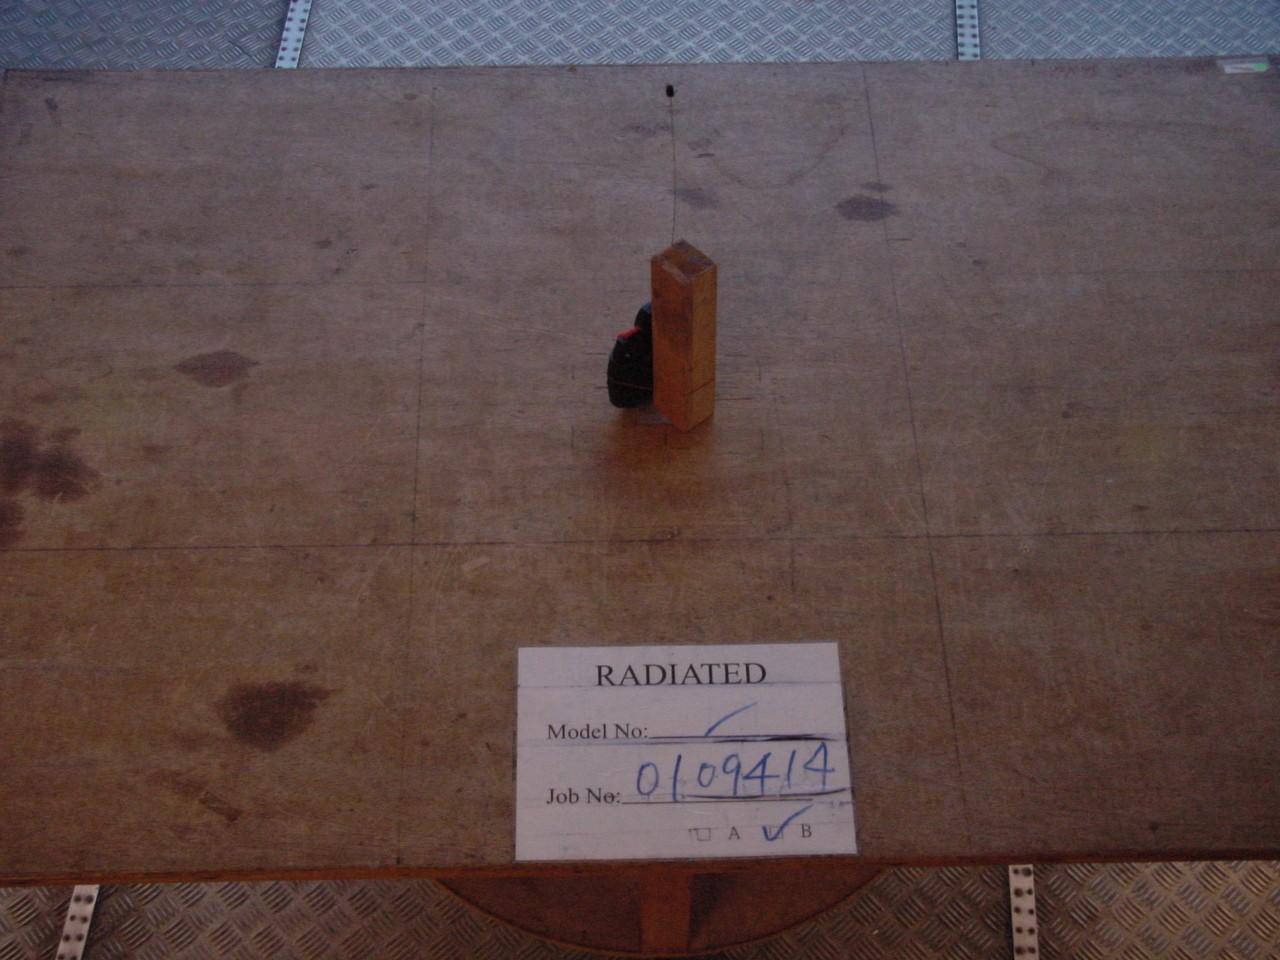 RADIATED
Model No:
Job No: 0109414
A B